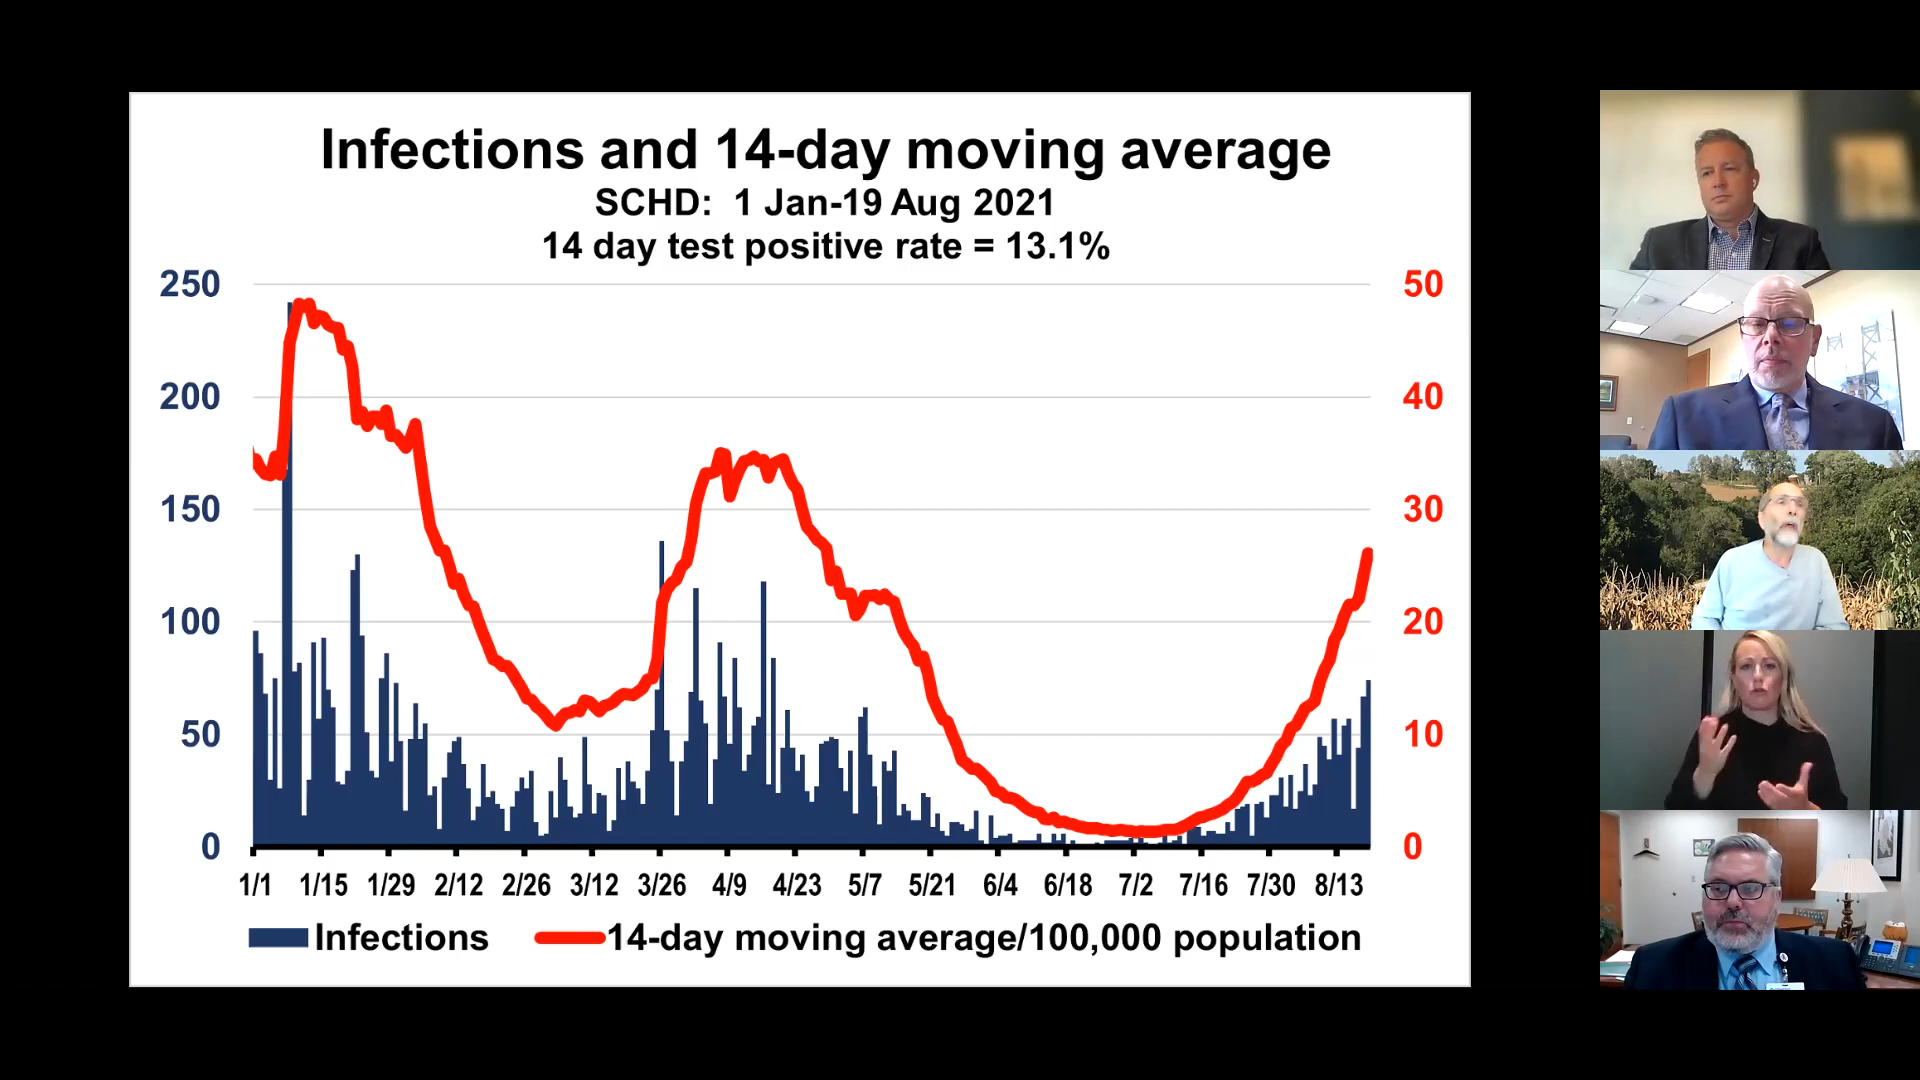 Infections and 14-day moving average
SCHD: 1 Jan-19 Aug 2021
14 day test positive rate = 13.1%
250
200
150
100
50
0
50
40
30
20
10
0
1/1 1/15 1/29 2/12 2/26 3/12 3/26 4/9 4/23 5/7 5/21 6/4 6/18 7/2 7/16 7/30 8/13
Infections 14-day moving average/100,000 population